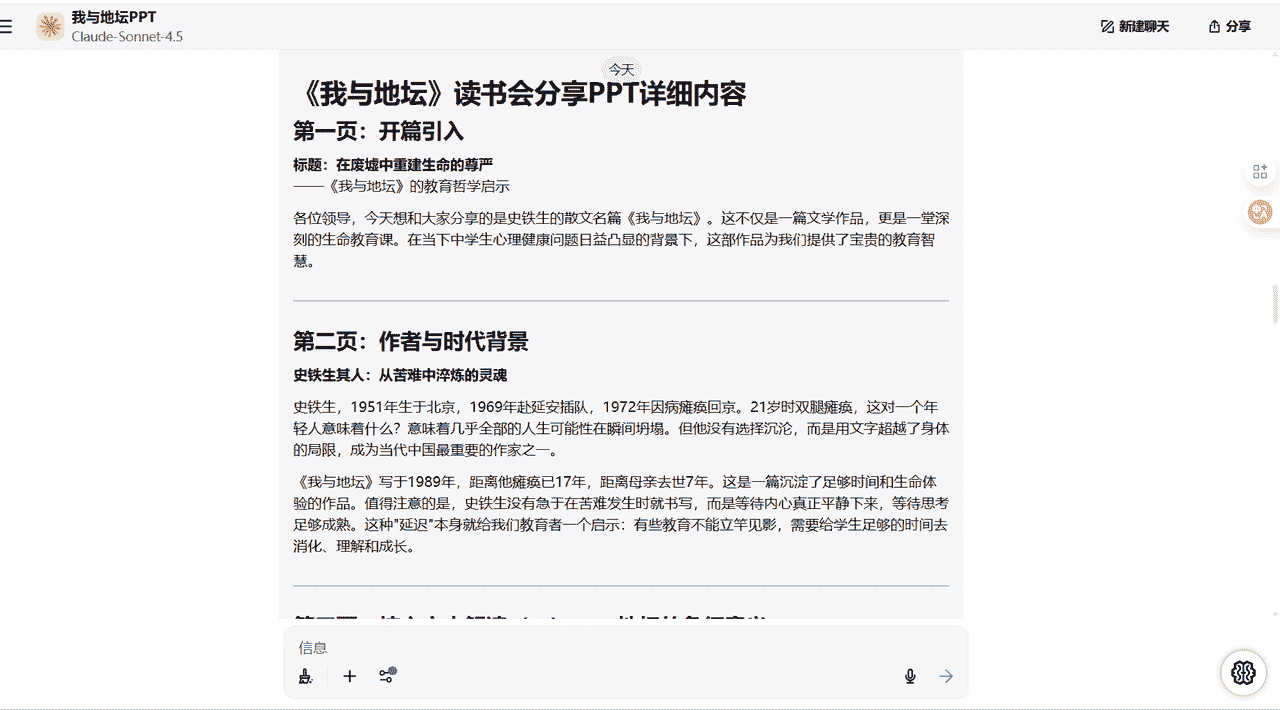 我与地坛PPT
Claude-Sonnet-4.5
新建聊天
分享
今天
《我与地坛》读书会分享PPT详细内容
第一页：开篇引入
标题：在废墟中重建生命的尊严
——《我与地坛》的教育哲学启示
各位领导，今天想和大家分享的是史铁生的散文名篇《我与地坛》。这不仅是一篇文学作品，更是一堂深
刻的生命教育课。在当下中学生心理健康问题日益凸显的背景下，这部作品为我们提供了宝贵的教育智
慧。
第二页：作者与时代背景
史铁生其人：从苦难中淬炼的灵魂
史铁生，1951年生于北京，1969年赴延安插队，1972年因病瘫痪回京。21岁时双腿瘫痪，这对一个年
轻人意味着什么？意味着几乎全部的人生可能性在瞬间坍塌。但他没有选择沉沦，而是用文字超越了身体
的局限，成为当代中国最重要的作家之一。
《我与地坛》写于1989年，距离他瘫痪已17年，距离母亲去世7年。这是一篇沉淀了足够时间和生命体
验的作品。值得注意的是，史铁生没有急于在苦难发生时就书写，而是等待内心真正平静下来，等待思考
足够成熟。这种"延迟"本身就给我们教育者一个启示：有些教育不能立竿见影，需要给学生足够的时间去
消化、理解和成长。
信息